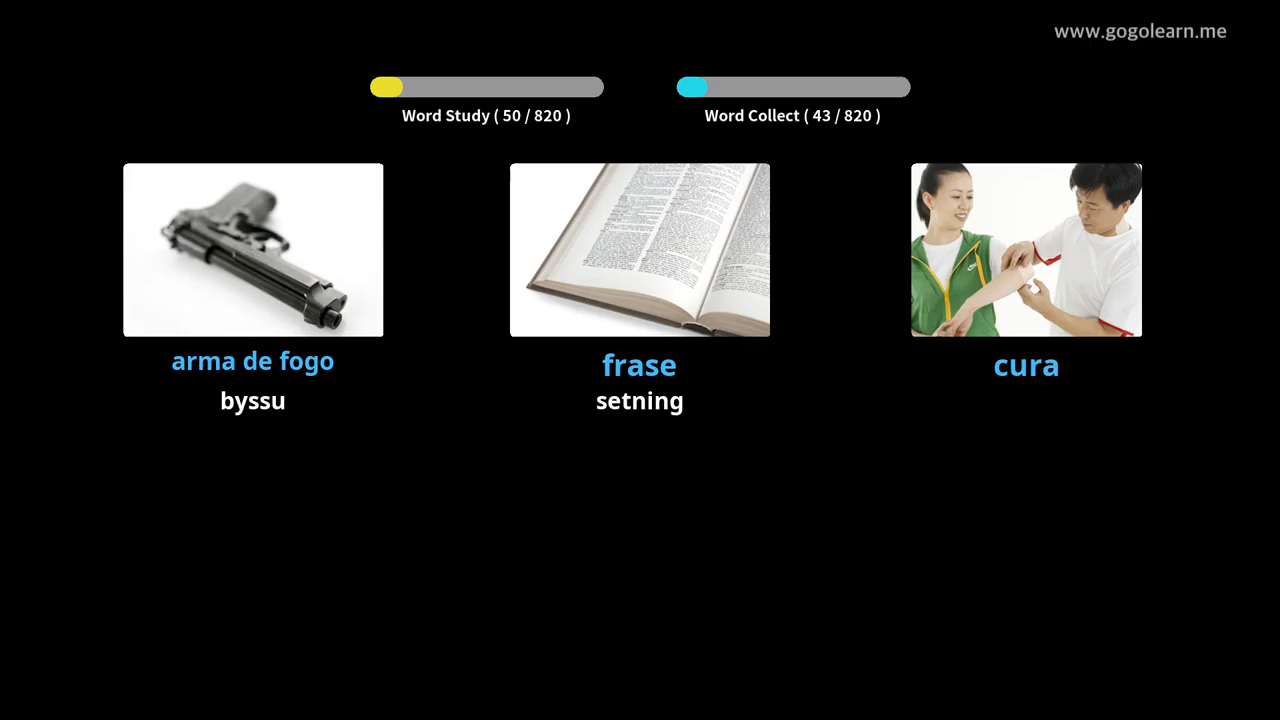 www.gogolearn.me
Word Study ( 50 / 820 )
Word Collect ( 43 / 820 )
arma de fogo
byssu
frase
setning
cura